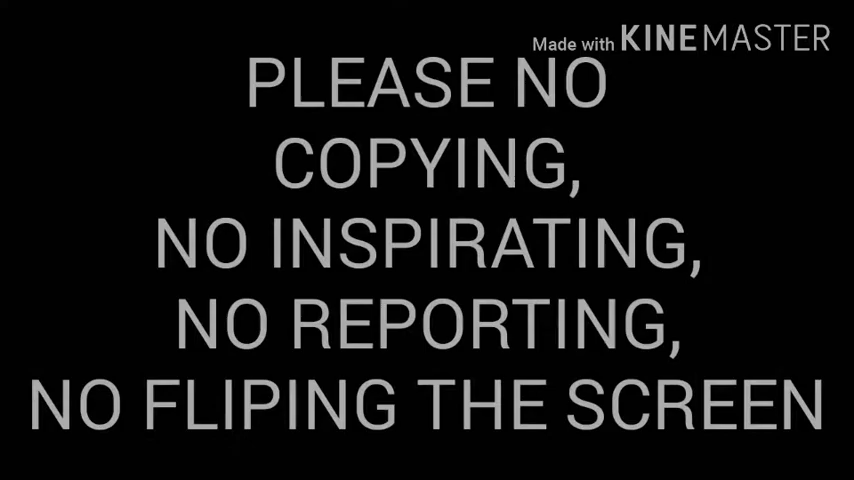 Made with KINEMASTER
PLEASE NO
COPYING,
NO INSPIRATING,
NO REPORTING,
NO FLIPING THE SCREEN